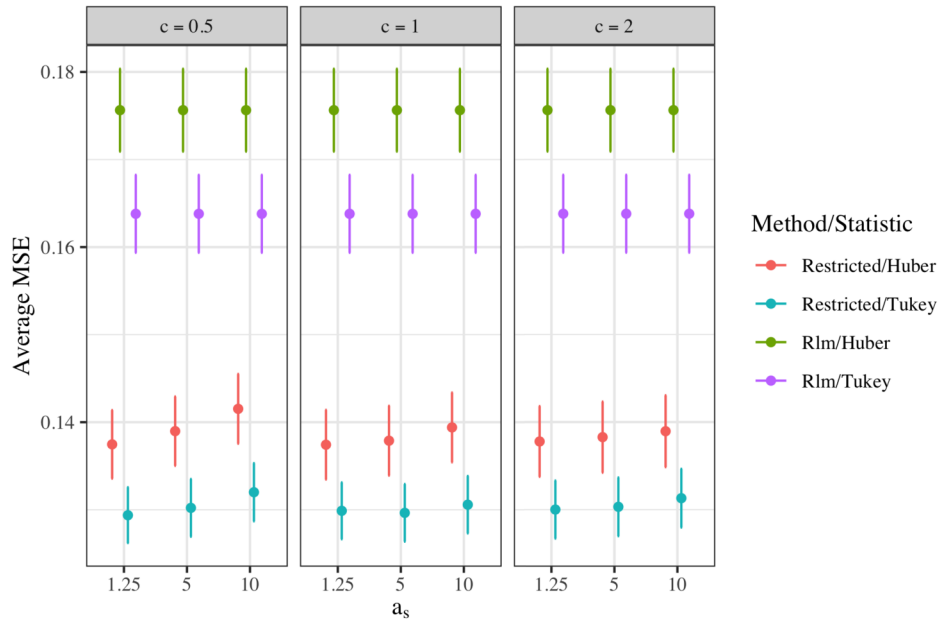 c = 0.5
c = 1
c = 2
Average MSE
0.18
0.16
0.14
1.25
5
10
1.25
5
10
1.25
5
10
aₛ
Method/Statistic
Restricted/Huber
Restricted/Tukey
Rlm/Huber
Rlm/Tukey